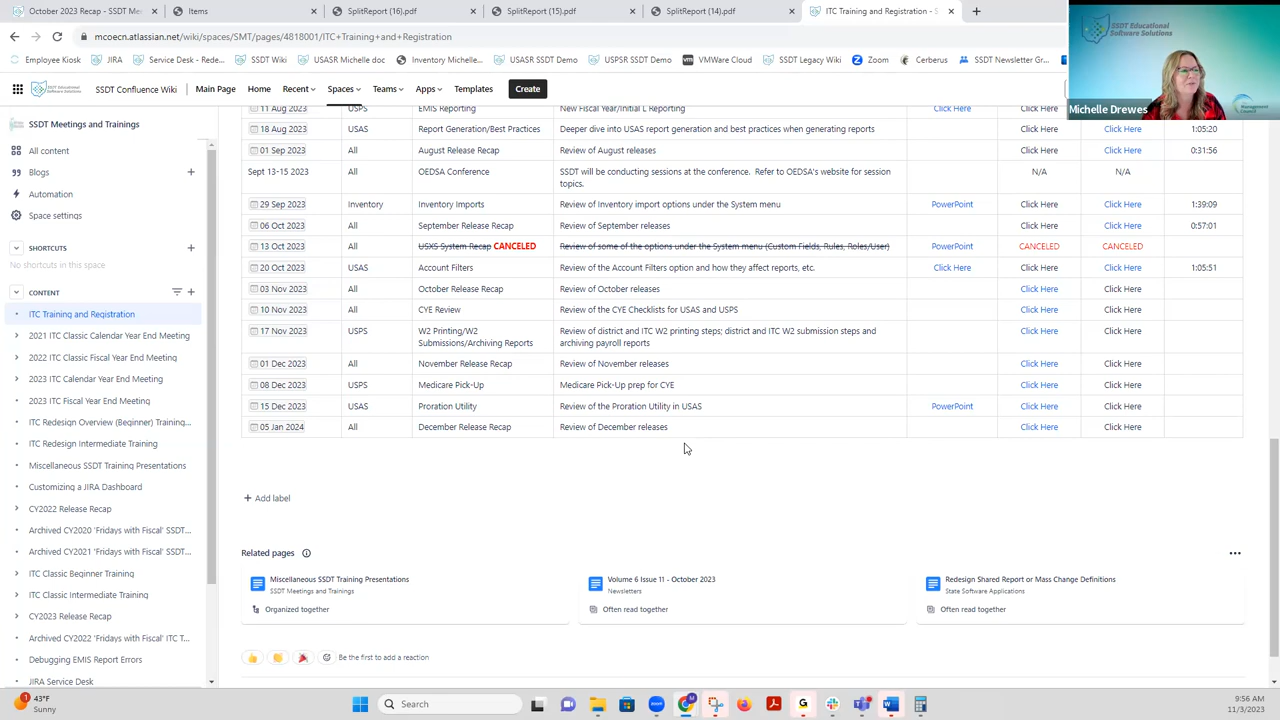 October 2023 Recap - SSDT Me
Items
SplitReport (16).pdf
SplitReport (15).pdf
SplitReport (14).pdf
ITC Training and Registration -
mcoecn.atlassian.net/wiki/spaces/SMT/pages/4818001/ITC+Training+and+Registration
Employee Kiosk
JIRA
Service Desk - Rede...
SSDT Wiki
USNASR Michelle doc
Inventory Michelle...
USASR SSDT Demo
USPSR SSDT Demo
VMWare Cloud
SSDT Legacy Wiki
Zoom
Cerberus
SSDT Newsletter Gr...
SSDT Educational
Software Solutions
Management
Council
Michelle Drewes
SSDT Confluence Wiki
Main Page
Home
Recent
Spaces
Teams
Apps
Templates
Create
SSDT Meetings and Trainings
All content
Blogs
Automation
Space settings
SHORTCUTS
No shortcuts in this space
CONTENT
ITC Training and Registration
2021 ITC Classic Calendar Year End Meeting
2022 ITC Classic Fiscal Year End Meeting
2023 ITC Calendar Year End Meeting
2023 ITC Fiscal Year End Meeting
ITC Redesign Overview (Beginner) Training...
ITC Redesign Intermediate Training
Miscellaneous SSDT Training Presentations
Customizing a JIRA Dashboard
CY2022 Release Recap
Archived CY2020 'Fridays with Fiscal' SSDT...
Archived CY2021 'Fridays with Fiscal' SSDT...
ITC Classic Beginner Training
ITC Classic Intermediate Training
CY2023 Release Recap
Archived CY2022 'Fridays with Fiscal' ITC T...
Debugging EMIS Report Errors
JIRA Service Desk
11 Aug 2023 USPS EMIS Reporting New Fiscal Year/Initial L Reporting Click Here Click Here Click Here
18 Aug 2023 USAS Report Generation/Best Practices Deeper dive into USAS report generation and best practices when generating reports Click Here Click Here 1:05:20
01 Sep 2023 All August Release Recap Review of August releases Click Here Click Here 0:31:56
Sept 13-15 2023 All OEDSA Conference SSDT will be conducting sessions at the conference. Refer to OEDSA's website for session N/A N/A
topics.
29 Sep 2023 Inventory Inventory Imports Review of Inventory import options under the System menu PowerPoint Click Here Click Here 1:39:09
06 Oct 2023 All September Release Recap Review of September releases Click Here Click Here 0:57:01
13 Oct 2023 All USXS System Recap CANCELED Review of some of the options under the System menu (Custom Fields, Rules, Roles/User) PowerPoint CANCELED CANCELED
20 Oct 2023 USAS Account Filters Review of the Account Filters option and how they affect reports, etc. Click Here Click Here Click Here 1:05:51
03 Nov 2023 All October Release Recap Review of October releases Click Here Click Here
10 Nov 2023 All CYE Review Review of the CYE Checklists for USAS and USPS Click Here Click Here
17 Nov 2023 USPS W2 Printing/W2 Review of district and ITC W2 printing steps; district and ITC W2 submission steps and Click Here Click Here
Submissions/Archiving Reports archiving payroll reports
01 Dec 2023 All November Release Recap Review of November releases Click Here Click Here
08 Dec 2023 USPS Medicare Pick-Up Medicare Pick-Up prep for CYE Click Here Click Here
15 Dec 2023 USAS Proration Utility Review of the Proration Utility in USAS PowerPoint Click Here Click Here
05 Jan 2024 All December Release Recap Review of December releases Click Here Click Here
Add label
Related pages
Miscellaneous SSDT Training Presentations
SSDT Meetings and Trainings
Organized together
Volume 6 Issue 11 - October 2023
Newsletters
Often read together
Redesign Shared Report or Mass Change Definitions
State Software Applications
Often read together
Be the first to add a reaction
43°F
Sunny
Search
9:56 AM
11/3/2023